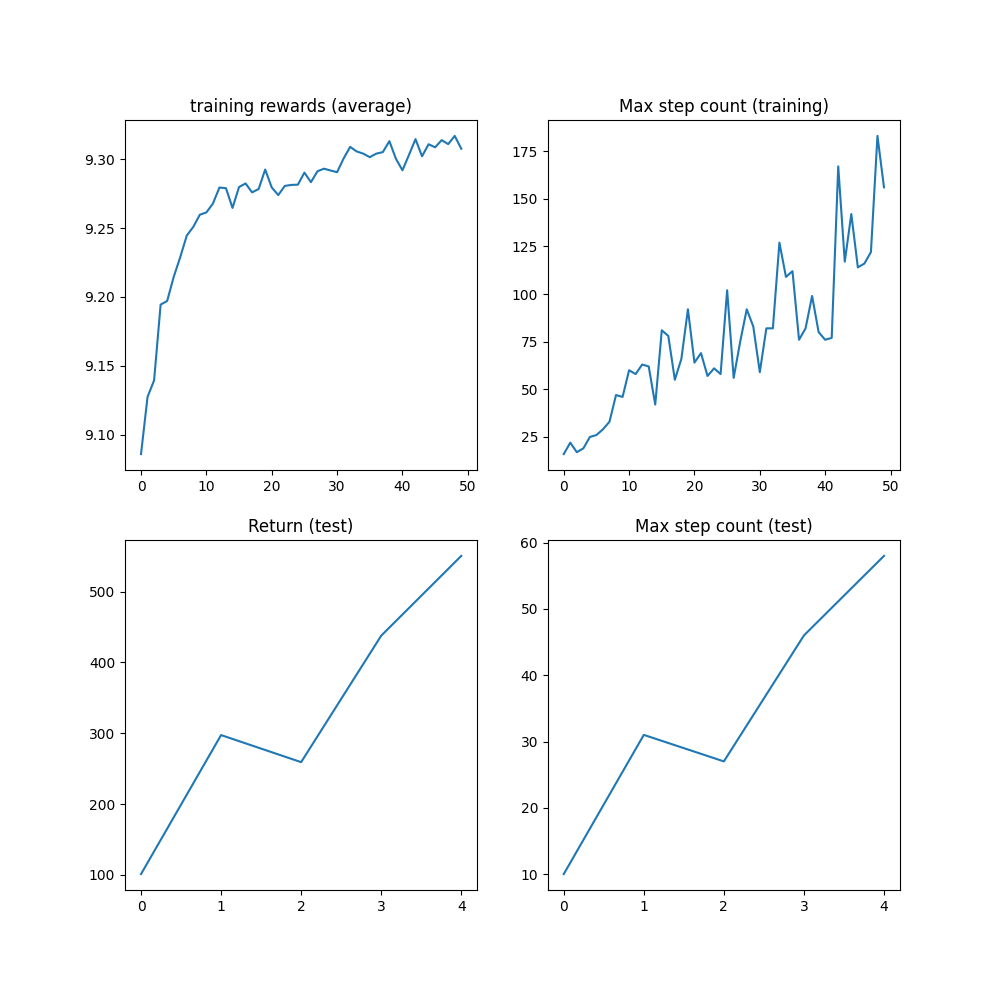 training rewards (average)
9.30
9.25
9.20
9.15
9.10
0 10 20 30 40 50
Max step count (training)
175
150
125
100
75
50
25
0 10 20 30 40 50
Return (test)
500
400
300
200
100
0 1 2 3 4
Max step count (test)
60
50
40
30
20
10
0 1 2 3 4